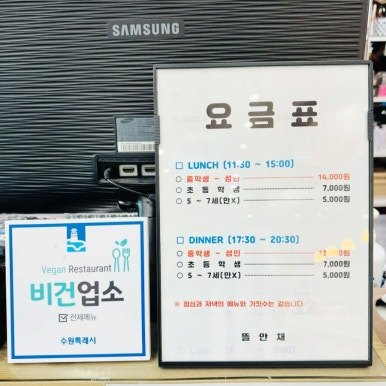 SAMSUNG
요금표
□ LUNCH (11:30 ~ 15:00)
○ 중학생 ~ 성인 14,000원
○ 초등학생 7,000원
○ 5 ~ 7세(만X) 5,000원
□ DINNER (17:30 ~ 20:30)
○ 중학생 ~ 성인
○ 초등학생 7,000원
○ 5 ~ 7세(만X) 5,000원
※ 점심과 저녁의 메뉴와 가짓수는 같습니다.
뜰안채
Vegan Restaurant
비건업소
전체메뉴
수원특례시